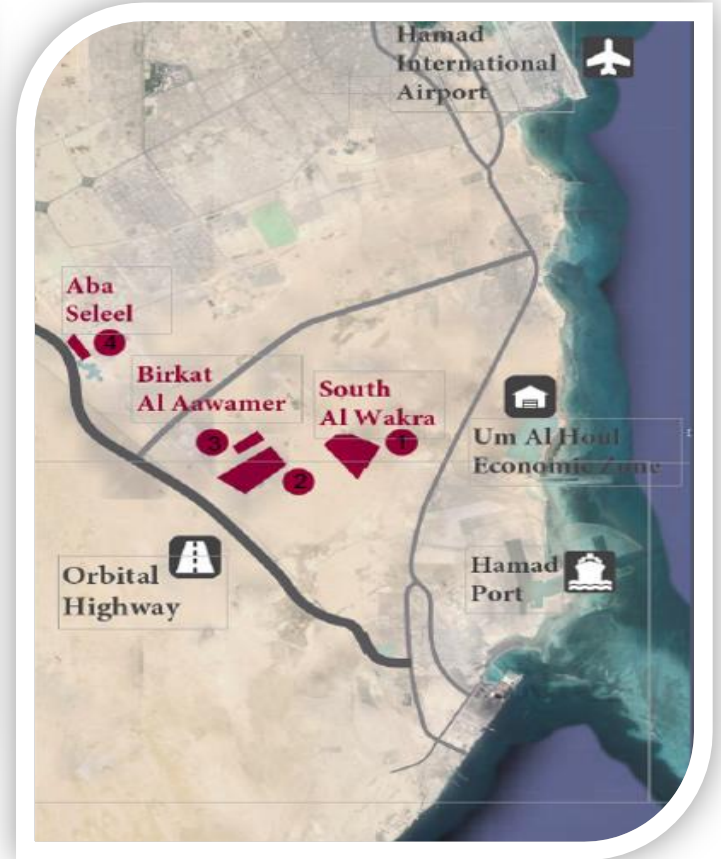 Hamad
International
Airport
Aba
Seleel
4
Birkat
Al Aawamer
South
Al Wakra
3
1
2
Um Al Houl
Economic Zone
Orbital
Highway
Hamad
Port